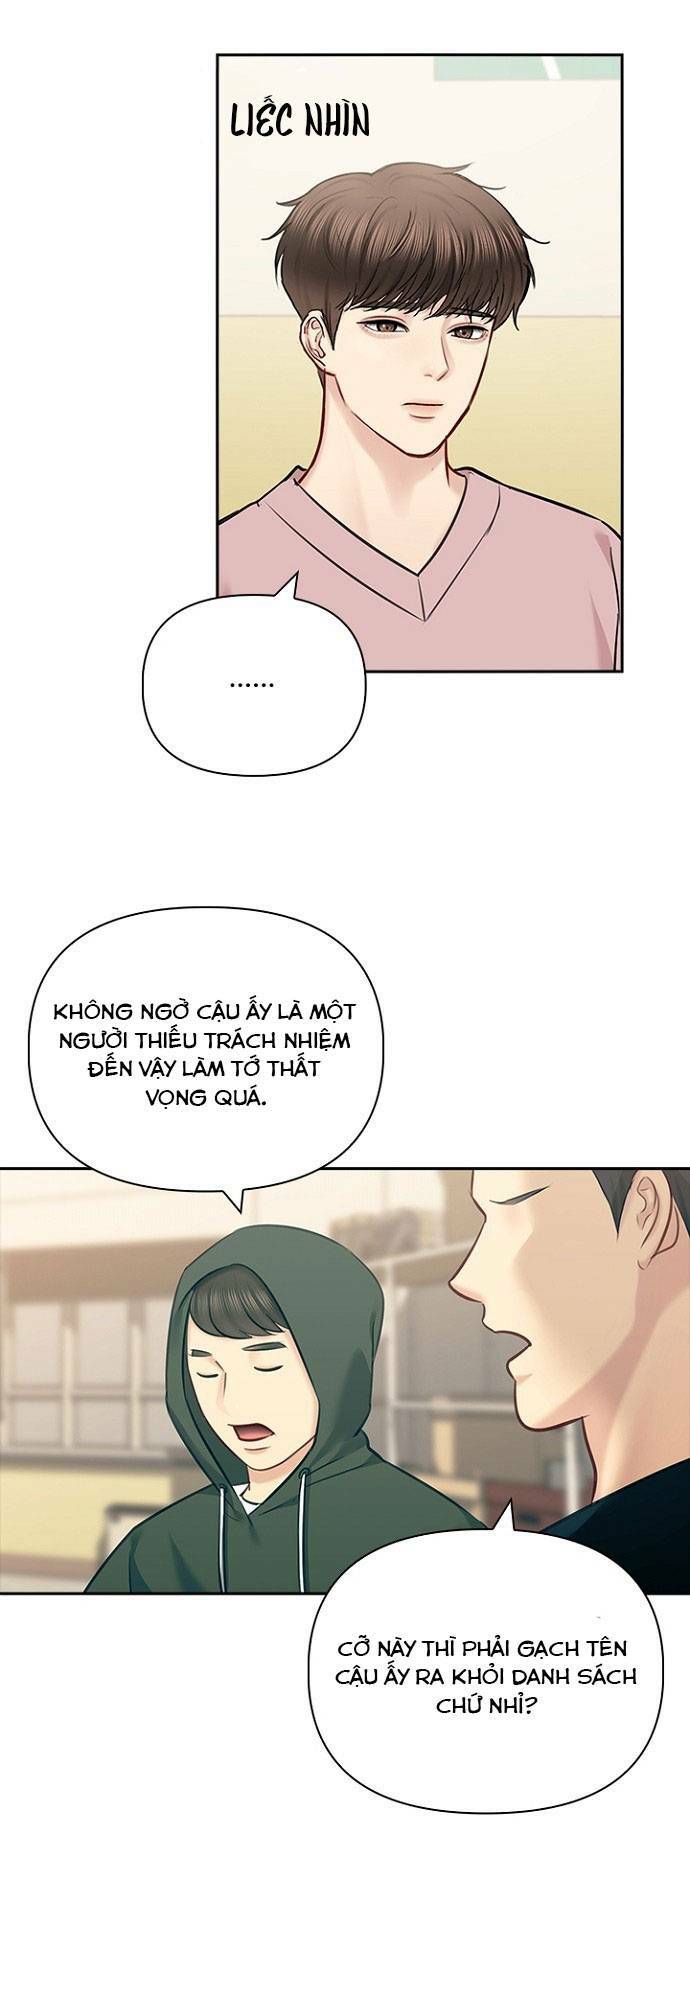 LIẾC NHÌN
......
KHÔNG NGỜ CẬU ẤY LÀ MỘT
NGƯỜI THIẾU TRÁCH NHIỆM
ĐẾN VẬY LÀM TỚ THẤT
VỌNG QUÁ.
CỠ NÀY THÌ PHẢI GẠCH TÊN
CẬU ẤY RA KHỎI DANH SÁCH
CHỨ NHỈ?